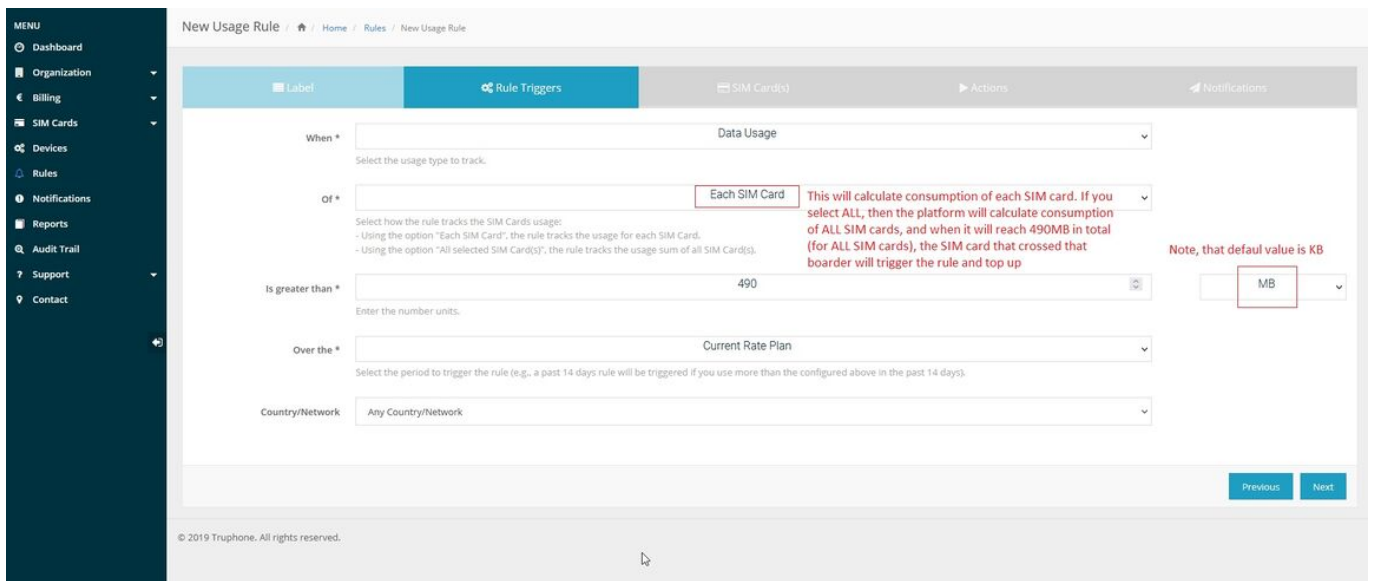 MENU
Dashboard
Organization
Billing
SIM Cards
Devices
Rules
Notifications
Reports
Audit Trail
Support
Contact
New Usage Rule / / Home / Rules / New Usage Rule
Label
Rule Triggers
SIM Card(s)
Actions
Notifications
When *
Data Usage
Select the usage type to track.
Of *
Each SIM Card
Select how the rule tracks the SIM Cards usage:
- Using the option "Each SIM Card", the rule tracks the usage for each SIM Card.
- Using the option "All selected SIM Card(s)", the rule tracks the usage sum of all SIM Card(s).
This will calculate consumption of each SIM card. If you
select ALL, then the platform will calculate consumption
of ALL SIM cards, and when it will reach 490MB in total
(for ALL SIM cards), the SIM card that crossed that
boarder will trigger the rule and top up
Note, that defaul value is KB
Is greater than *
490
MB
Enter the number units.
Over the *
Current Rate Plan
Select the period to trigger the rule (e.g., a past 14 days rule will be triggered if you use more than the configured above in the past 14 days).
Country/Network
Any Country/Network
Previous
Next
© 2019 Truphone. All rights reserved.